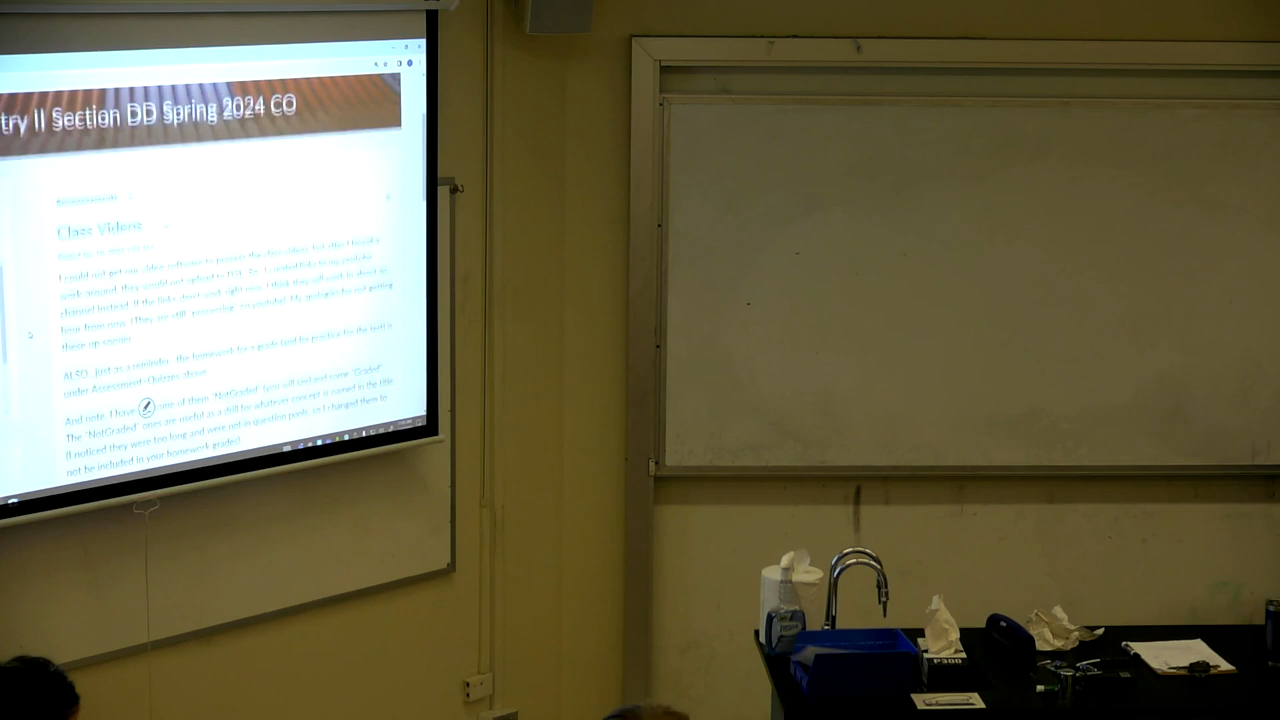 try II Section DD Spring 2024 CO
Announcements
Class Videos
I could not get our video software to process the class videos, but after I found a
work around, they would not upload to D2L. So, I created links to my youtube
channel instead. If the links don't work right now, I think they will work in about an
hour from now. (They are still "processing" on youtube). My apologies for not getting
these up sooner.
ALSO, just as a reminder, the homework for a grade (and for practice for the test) is
under Assessment - Quizzes above.
And note, I have ome of them "NotGraded" (you will see) and some "Graded"
The "NotGraded" ones are useful as a drill for whatever concept is named in the title
(I noticed they were too long and were not in question pools, so I changed them to
not be included in your homework grades).
P300